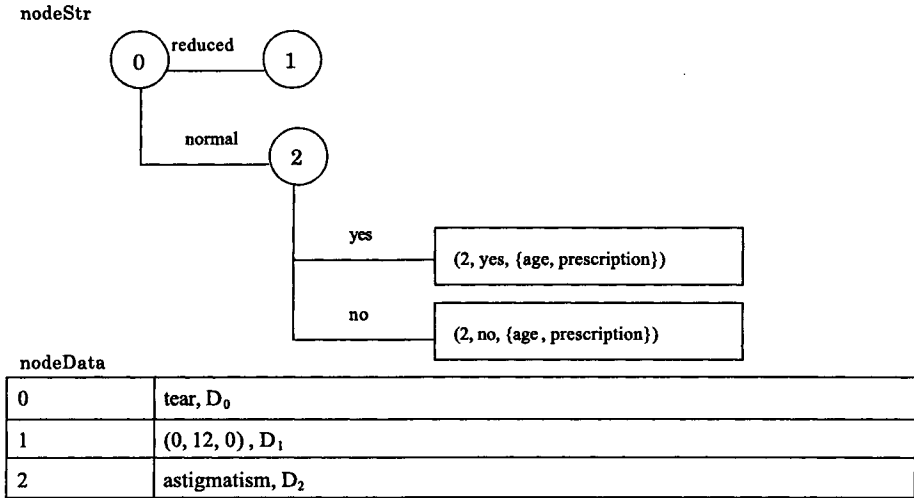 nodeStr
reduced
0
1
normal
2
yes
(2, yes, {age, prescription})
no
(2, no, {age, prescription})
nodeData
0 tear, D₀
1 (0, 12, 0), D₁
2 astigmatism, D₂